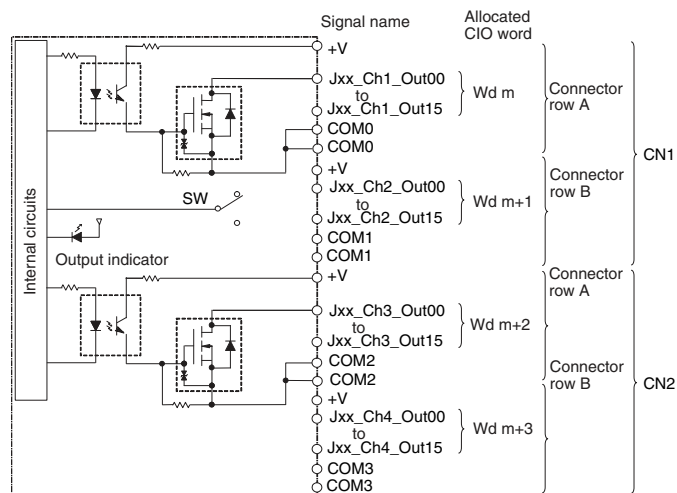 Signal name
Allocated
CIO word
+V
Jxx_Ch1_Out00
to
Jxx_Ch1_Out15
Wd m
Connector
row A
COM0
COM0
CN1
+V
Jxx_Ch2_Out00
to
Jxx_Ch2_Out15
Wd m+1
Connector
row B
COM1
COM1
SW
Internal circuits
Output indicator
+V
Connector
row A
Jxx_Ch3_Out00
to
Jxx_Ch3_Out15
Wd m+2
COM2
COM2
Connector
row B
CN2
+V
Jxx_Ch4_Out00
to
Jxx_Ch4_Out15
Wd m+3
COM3
COM3